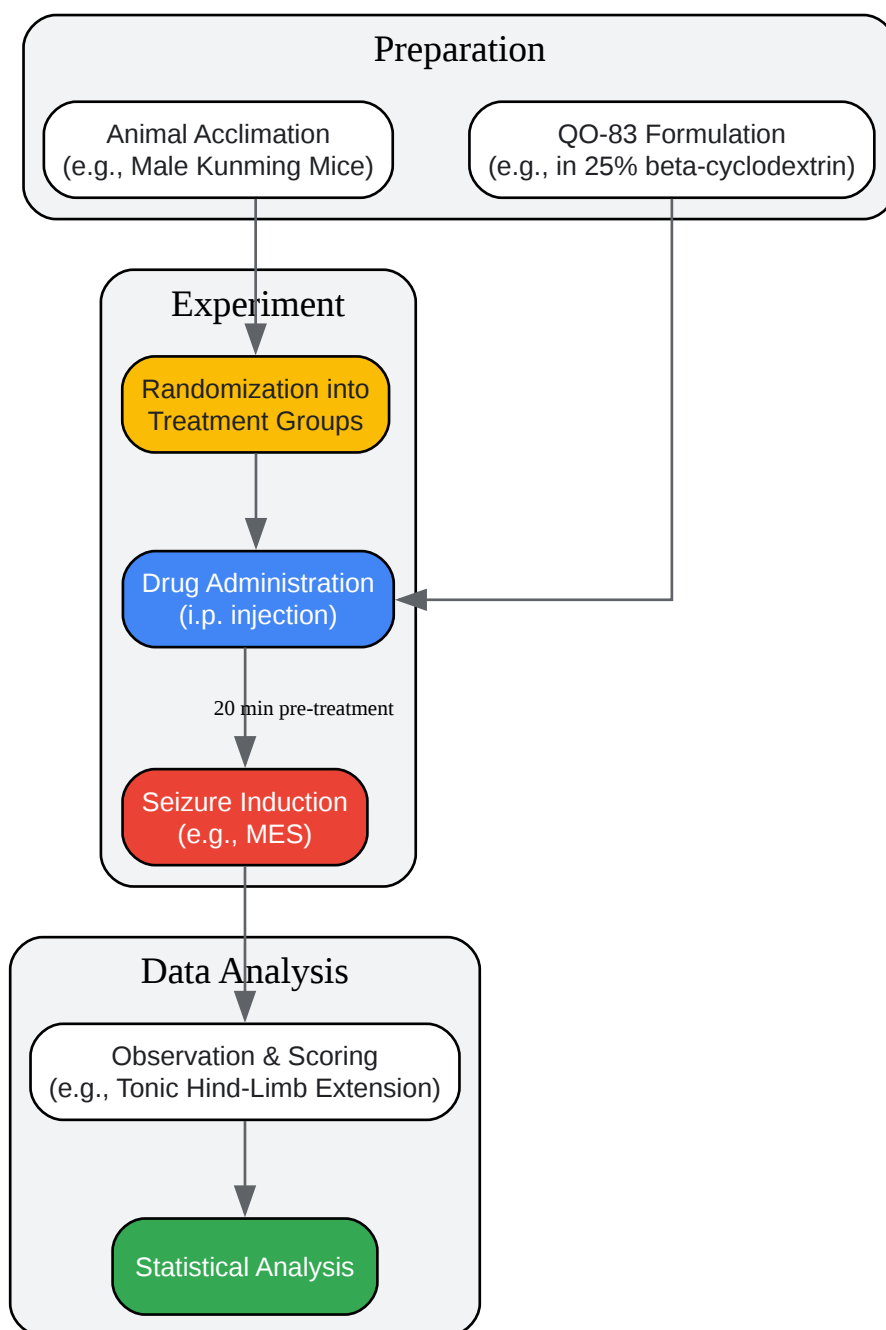 Preparation
Animal Acclimation
(e.g., Male Kunming Mice)
QO-83 Formulation
(e.g., in 25% beta-cyclodextrin)
Experiment
Randomization into
Treatment Groups
Drug Administration
(i.p. injection)
20 min pre-treatment
Seizure Induction
(e.g., MES)
Data Analysis
Observation & Scoring
(e.g., Tonic Hind-Limb Extension)
Statistical Analysis